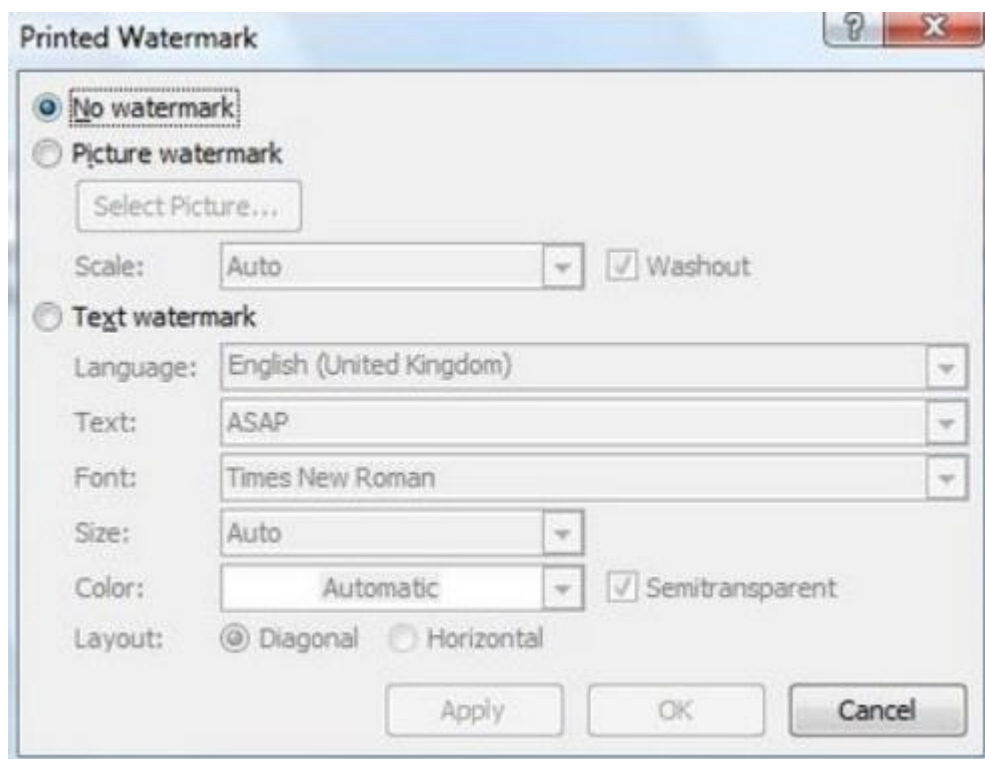 Printed Watermark
No watermark
Picture watermark
Select Picture...
Scale: Auto Washout
Text watermark
Language: English (United Kingdom)
Text: ASAP
Font: Times New Roman
Size: Auto
Color: Automatic Semitransparent
Layout: Diagonal Horizontal
Apply OK Cancel